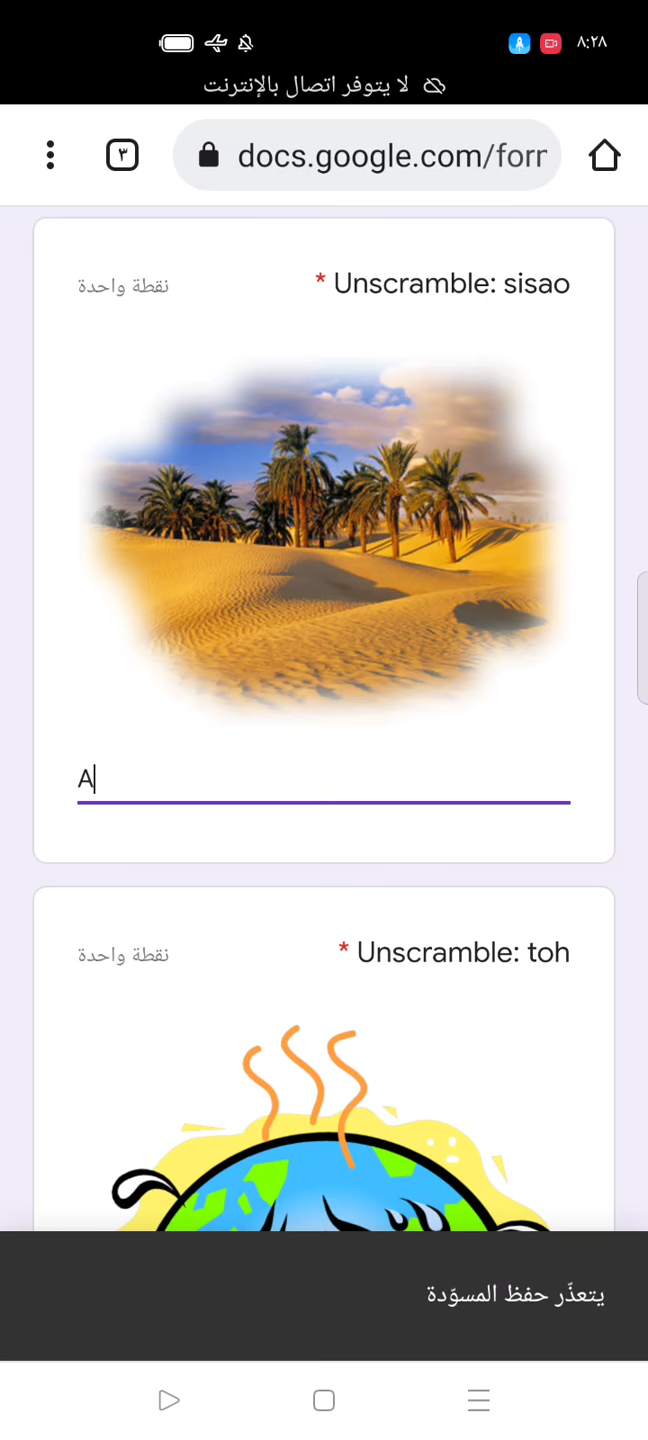 ٨:٢٨
لا يتوفر اتصال بالإنترنت
٣
docs.google.com/forr
* Unscramble: sisao
نقطة واحدة
A
* Unscramble: toh
نقطة واحدة
يتعذّر حفظ المسوّدة